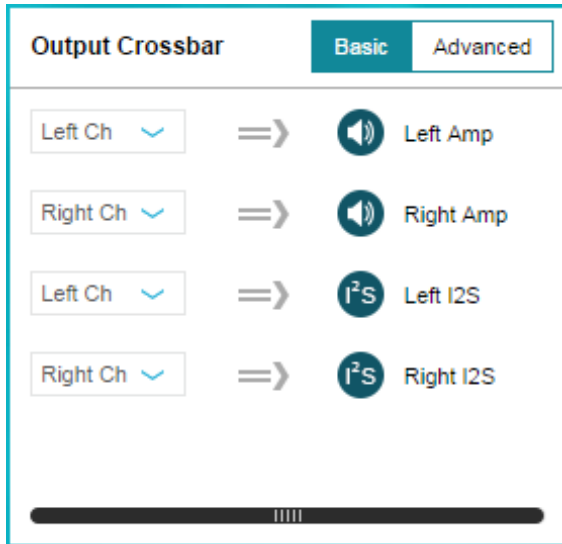 Output Crossbar Basic Advanced
Left Ch Left Amp
Right Ch Right Amp
Left Ch I²S Left I2S
Right Ch I²S Right I2S